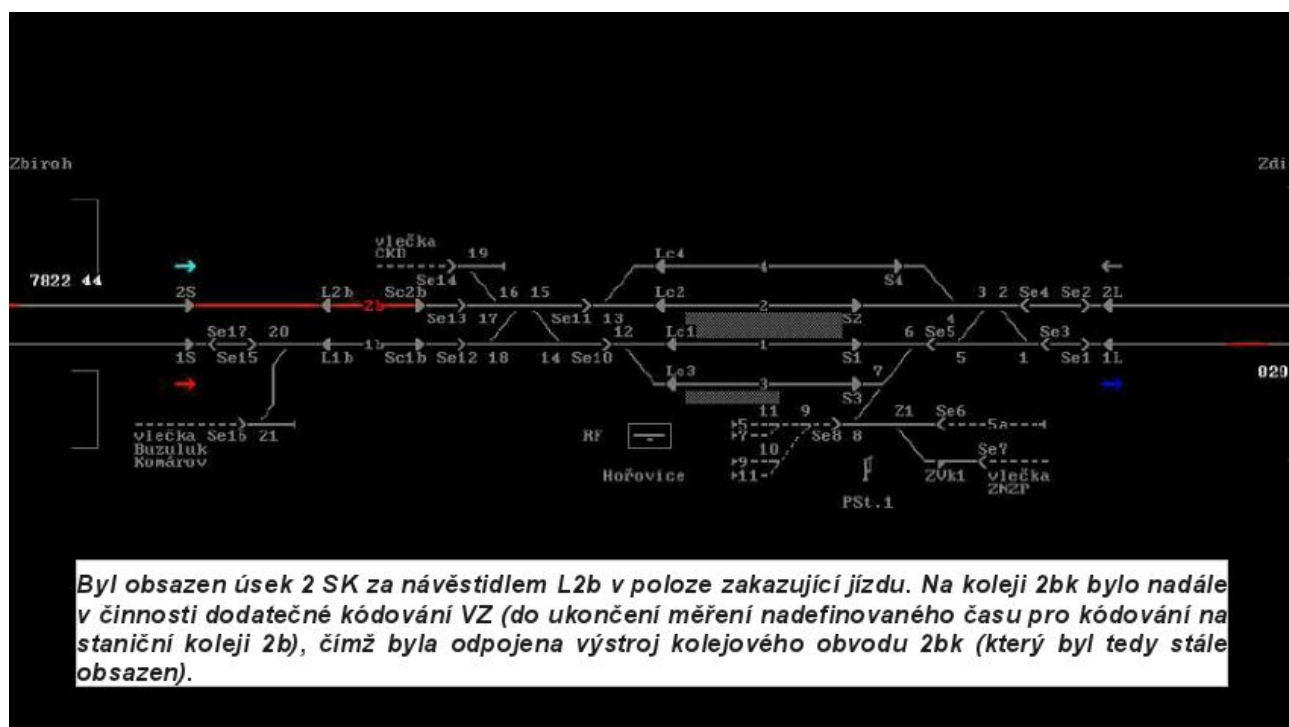 Zbiroh Zdi
vlečka
ČKD 19 Lc4 4 S4 3 2 Se4 Se2 2L
7822 44
2S L2b 2b Sc2b Se14 16 15 Lc2 2 S2
Se13 17 Se11 13 12 Lc1 4
Se17 20 6 Se5 Se3
1S Se15 L1b 1b Sc1b Se12 18 14 Se10 1 S1 5 1 Se1 1L
Lc3 3 7 029
S3
11 9 Z1 Se6
vlečka Se16 21 RF 5 Se8 8 5a
Buzuluk 7
Komárov 10 Se7
Hořovice 9 ZVk1 vlečka
11 ZNZP
PSt.1
Byl obsazen úsek 2 SK za návěstidlem L2b v poloze zakazující jízdu. Na koleji 2bk bylo nadále
v činnosti dodatečné kódování VZ (do ukončení měření nadefinovaného času pro kódování na
staniční koleji 2b), čímž byla odpojena výstroj kolejového obvodu 2bk (který byl tedy stále
obsazen).